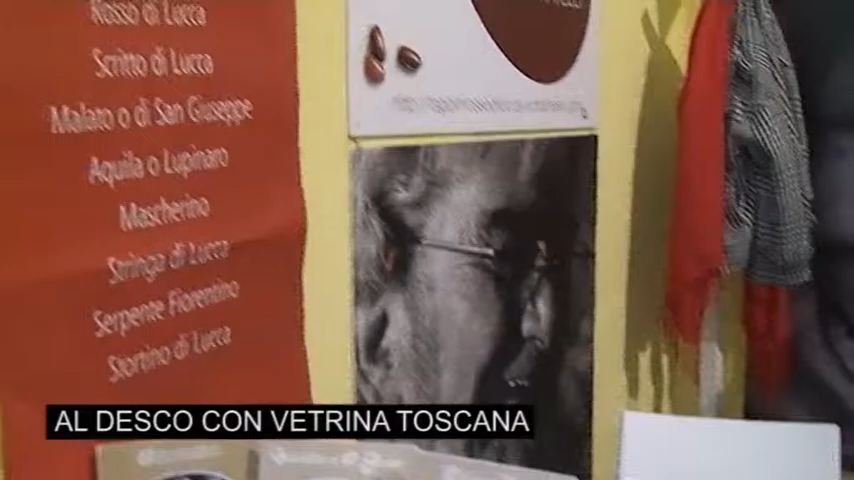 Rosso di Lucca
Scritto di Lucca
Malato o di San Giuseppe
Aquila o Lupinaro
Mascherino
Stringa di Lucca
Serpente Fiorentino
Stortino di Lucca
AL DESCO CON VETRINA TOSCANA